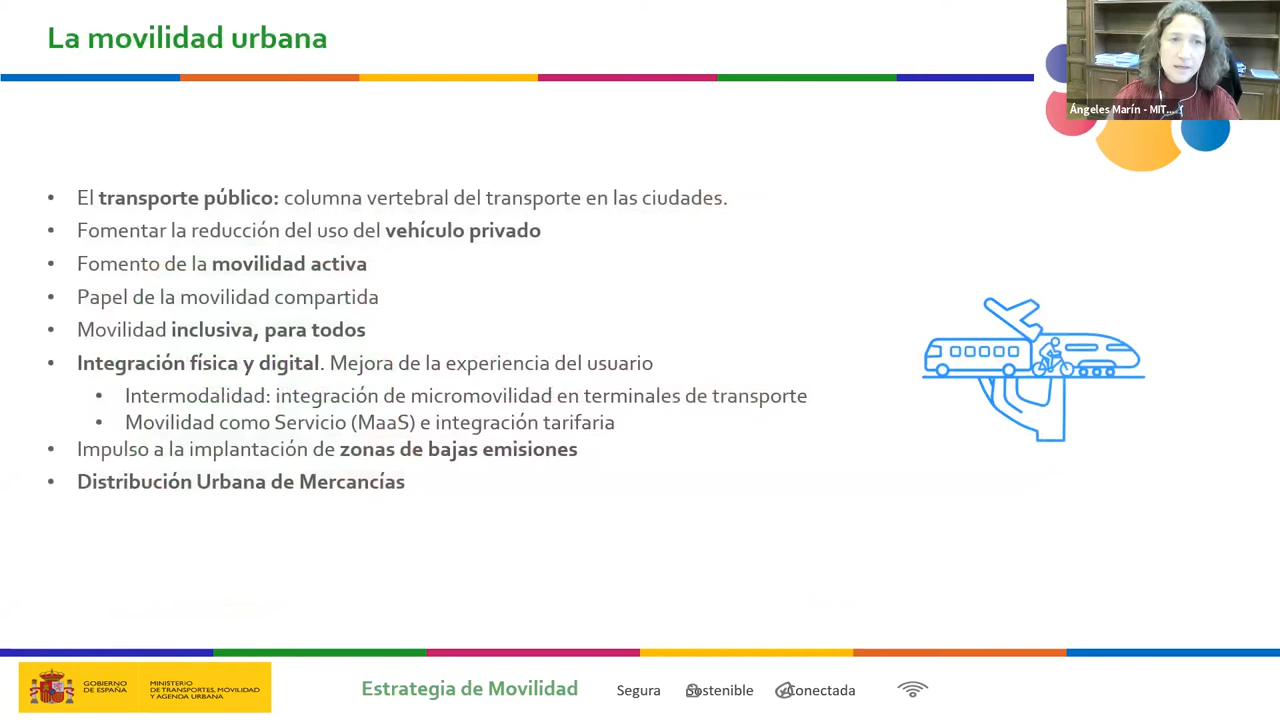 La movilidad urbana
Ángeles Marín - MIT...
• El transporte público: columna vertebral del transporte en las ciudades.
• Fomentar la reducción del uso del vehículo privado
• Fomento de la movilidad activa
• Papel de la movilidad compartida
• Movilidad inclusiva, para todos
• Integración física y digital. Mejora de la experiencia del usuario
• Intermodalidad: integración de micromovilidad en terminales de transporte
• Movilidad como Servicio (MaaS) e integración tarifaria
• Impulso a la implantación de zonas de bajas emisiones
• Distribución Urbana de Mercancías
GOBIERNO
DE ESPAÑA
MINISTERIO
DE TRANSPORTES, MOVILIDAD
Y AGENDA URBANA
Estrategia de Movilidad
Segura Sostenible Conectada